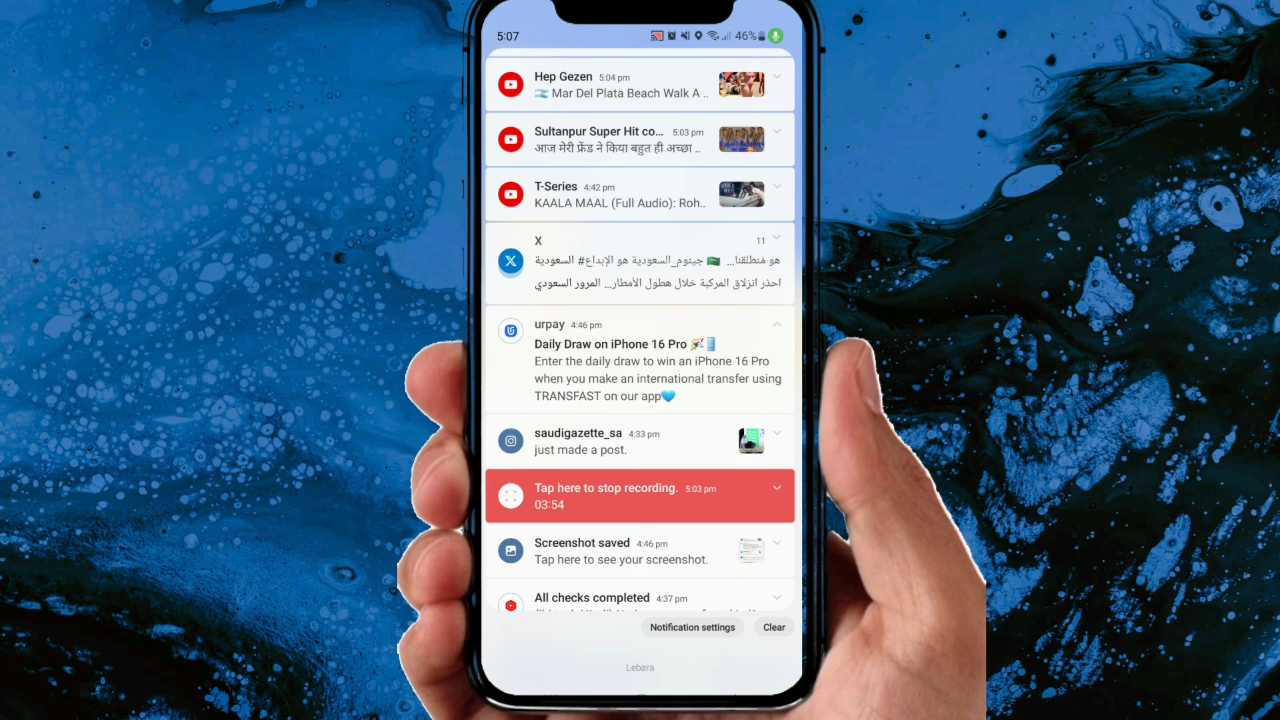 5:07
46%
Hep Gezen 5:04 pm
🇦🇷 Mar Del Plata Beach Walk A ..
Sultanpur Super Hit co... 5:03 pm
आज मेरी फ्रेंड ने किया बहुत ही अच्छा ..
T-Series 4:42 pm
KAALA MAAL (Full Audio): Roh..
X 11
السعودية #جينوم_السعودية هو الإبداع 🇸🇦 هو مُنطلقنا...
المرور السعودي احذر انزلاق المركبة خلال هطول الأمطار...
urpay 4:46 pm
Daily Draw on iPhone 16 Pro 🎉📱
Enter the daily draw to win an iPhone 16 Pro
when you make an international transfer using
TRANSFAST on our app💙
saudigazette_sa 4:33 pm
just made a post.
Tap here to stop recording. 5:03 pm
03:54
Screenshot saved 4:46 pm
Tap here to see your screenshot.
All checks completed 4:37 pm
Notification settings
Clear
Lebara